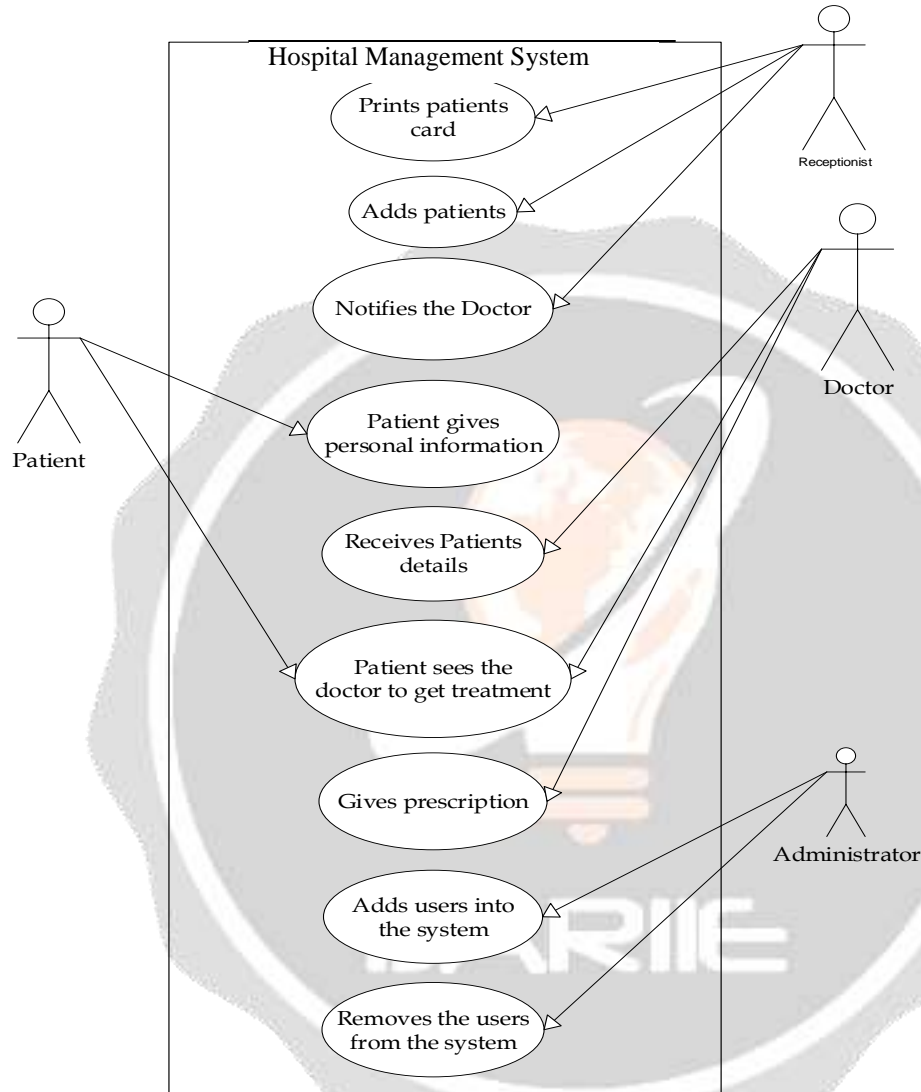 Hospital Management System
Prints patients
card
Receptionist
Adds patients
Notifies the Doctor
Doctor
Patient
Patient gives
personal information
Receives Patients
details
Patient sees the
doctor to get treatment
Gives prescription
Administrator
Adds users into
the system
Removes the users
from the system